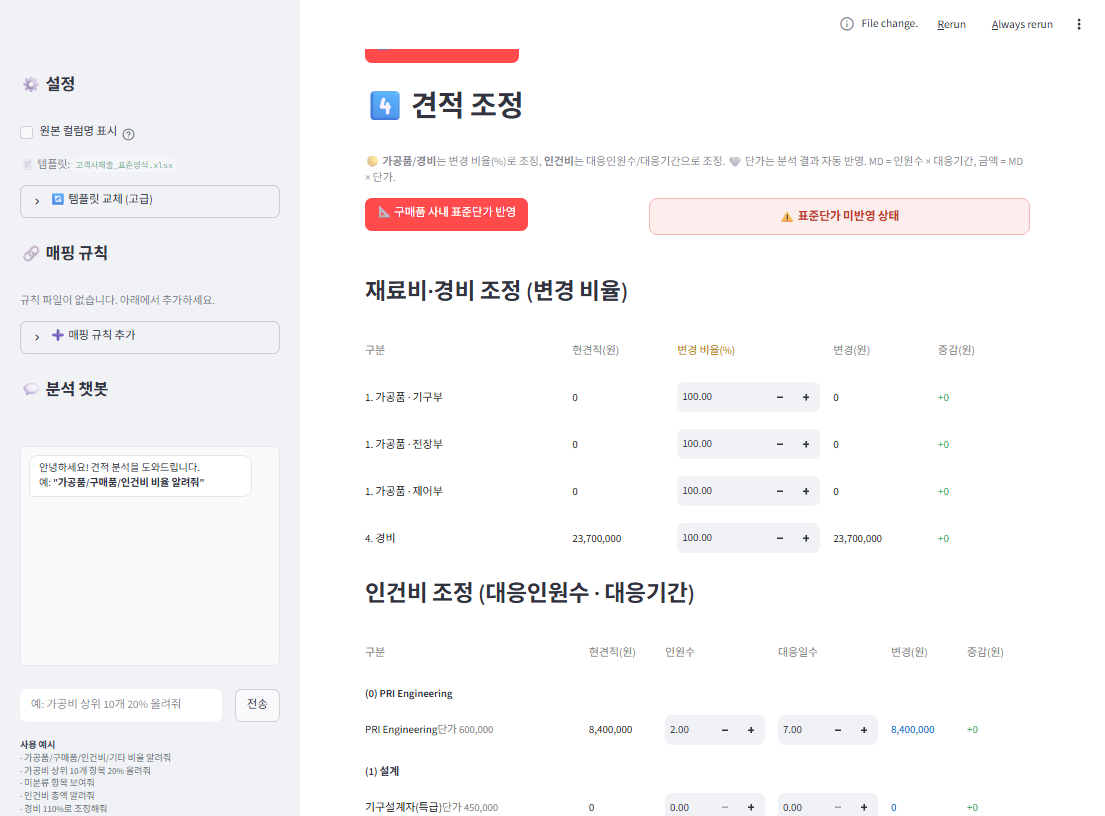 File change.
Rerun
Always rerun
설정
원본 컬럼명 표시
템플릿: 고객사제출_표준양식.xlsx
템플릿 교체 (고급)
매핑 규칙
규칙 파일이 없습니다. 아래에서 추가하세요.
매핑 규칙 추가
분석 챗봇
안녕하세요! 견적 분석을 도와드립니다.
예: "가공품/구매품/인건비 비율 알려줘"
예: 가공비 상위 10개 20% 올려줘
전송
사용 예시
· 가공품/구매품/인건비/기타 비율 알려줘
· 가공비 상위 10개 항목 20% 올려줘
· 미분류 항목 보여줘
· 인건비 총액 알려줘
· 경비 110%로 조정해줘
4 견적 조정
가공품/경비는 변경 비율(%)로 조정, 인건비는 대응인원수/대응기간으로 조정. 단가는 분석 결과 자동 반영. MD = 인원수 × 대응기간, 금액 = MD
× 단가.
구매품 사내 표준단가 반영
표준단가 미반영 상태
재료비·경비 조정 (변경 비율)
구분 현견적(원) 변경 비율(%) 변경(원) 증감(원)
1. 가공품 · 기구부 0 100.00 − + 0 +0
1. 가공품 · 전장부 0 100.00 − + 0 +0
1. 가공품 · 제어부 0 100.00 − + 0 +0
4. 경비 23,700,000 100.00 − + 23,700,000 +0
인건비 조정 (대응인원수 · 대응기간)
구분 현견적(원) 인원수 대응일수 변경(원) 증감(원)
(0) PRI Engineering
PRI Engineering단가 600,000 8,400,000 2.00 − + 7.00 − + 8,400,000 +0
(1) 설계
기구설계자(특급)단가 450,000 0 0.00 − + 0.00 − + 0 +0